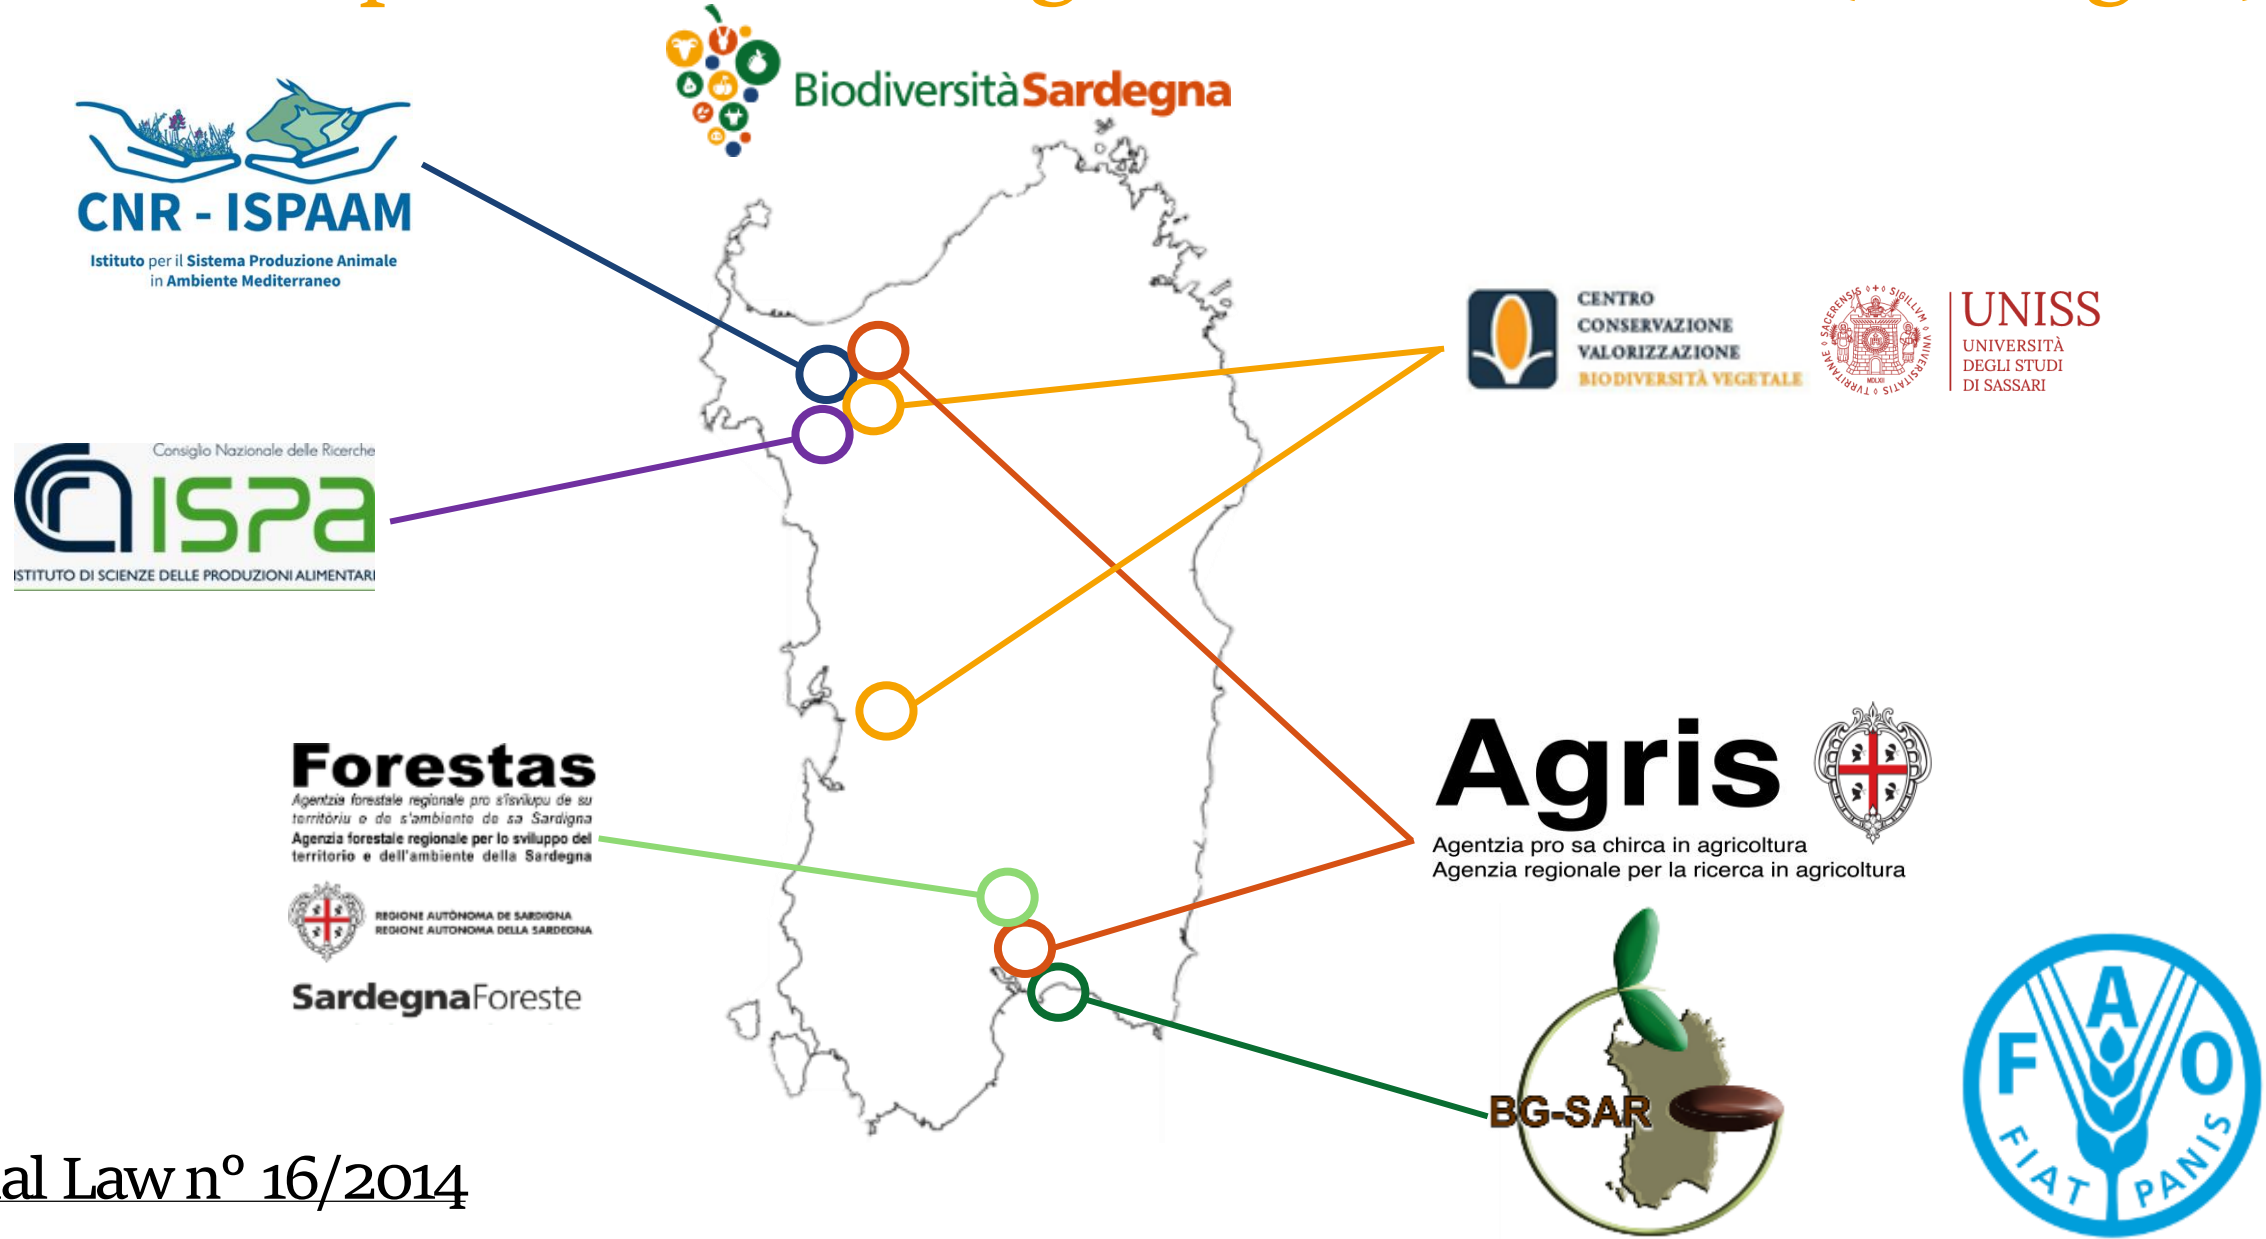 BiodiversitàSardegna
CNR - ISPAAM
Istituto per il Sistema Produzione Animale
in Ambiente Mediterraneo
CENTRO
CONSERVAZIONE
VALORIZZAZIONE
BIODIVERSITÀ VEGETALE
UNISS
UNIVERSITÀ
DEGLI STUDI
DI SASSARI
Consiglio Nazionale delle Ricerche
ISPa
ISTITUTO DI SCIENZE DELLE PRODUZIONI ALIMENTARI
Forestas
Agentzia forestale regionale pro s'isvilupu de su
territòriu e de s'ambiente de sa Sardigna
Agenzia forestale regionale per lo sviluppo del
territorio e dell'ambiente della Sardegna
REGIONE AUTÒNOMA DE SARDIGNA
REGIONE AUTONOMA DELLA SARDEGNA
SardegnaForeste
Agris
Agentzia pro sa chirca in agricoltura
Agenzia regionale per la ricerca in agricoltura
BG-SAR
F A O
FIAT PANIS
al Law nº 16/2014